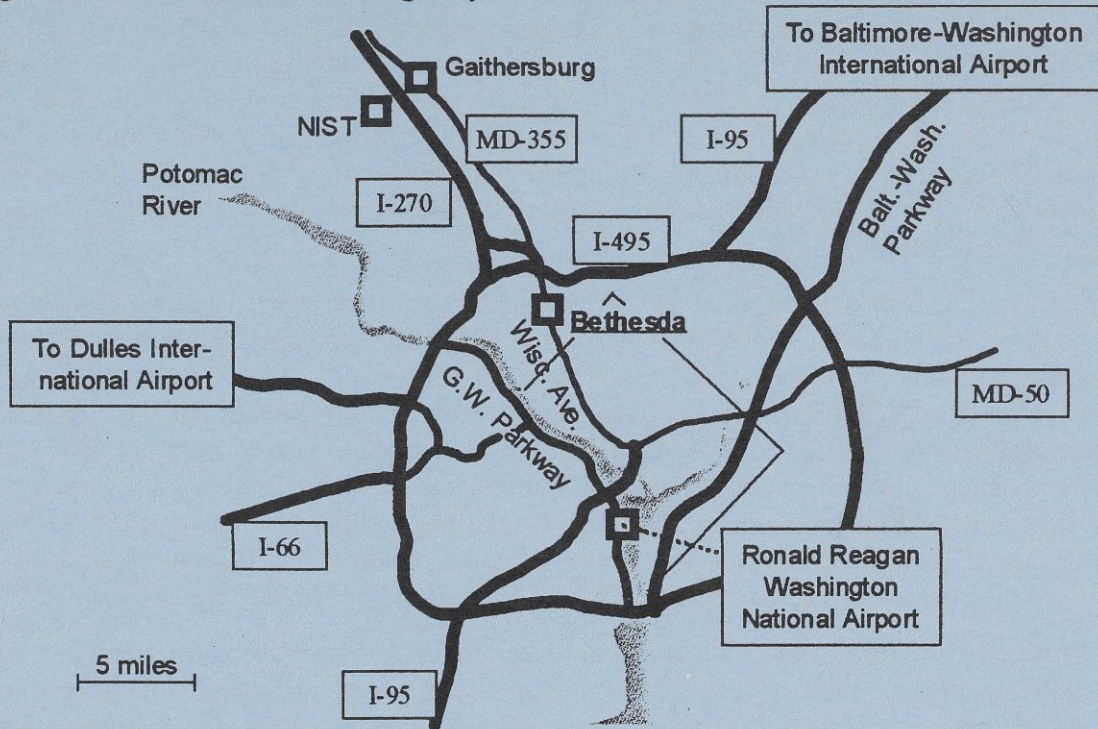 To Baltimore-Washington
International Airport
Gaithersburg
NIST
MD-355
I-95
Balt.-Wash.
Parkway
Potomac
River
I-270
I-495
Bethesda
Wisc. Ave.
To Dulles Inter-
national Airport
G.W. Parkway
MD-50
I-66
Ronald Reagan
Washington
National Airport
5 miles
I-95